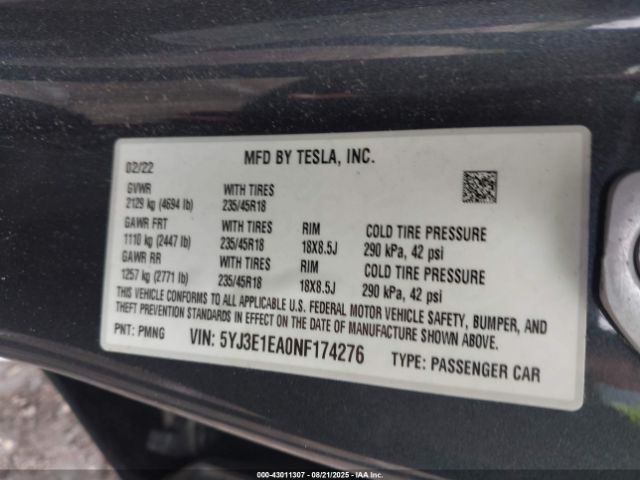 MFD BY TESLA, INC.
02/22
GVWR WITH TIRES
2129 kg (4694 lb) 235/45R18
GAWR FRT WITH TIRES RIM COLD TIRE PRESSURE
1110 kg (2447 lb) 235/45R18 18X8.5J 290 kPa, 42 psi
GAWR RR WITH TIRES RIM COLD TIRE PRESSURE
1257 kg (2771 lb) 235/45R18 18X8.5J 290 kPa, 42 psi
THIS VEHICLE CONFORMS TO ALL APPLICABLE U.S. FEDERAL MOTOR VEHICLE SAFETY, BUMPER, AND
THEFT PREVENTION STANDARDS IN EFFECT ON THE DATE OF MANUFACTURE SHOWN ABOVE.
PNT: PMNG VIN: 5YJ3E1EA0NF174276 TYPE: PASSENGER CAR
000-43011307 - 08/21/2025 - IAAI.COM